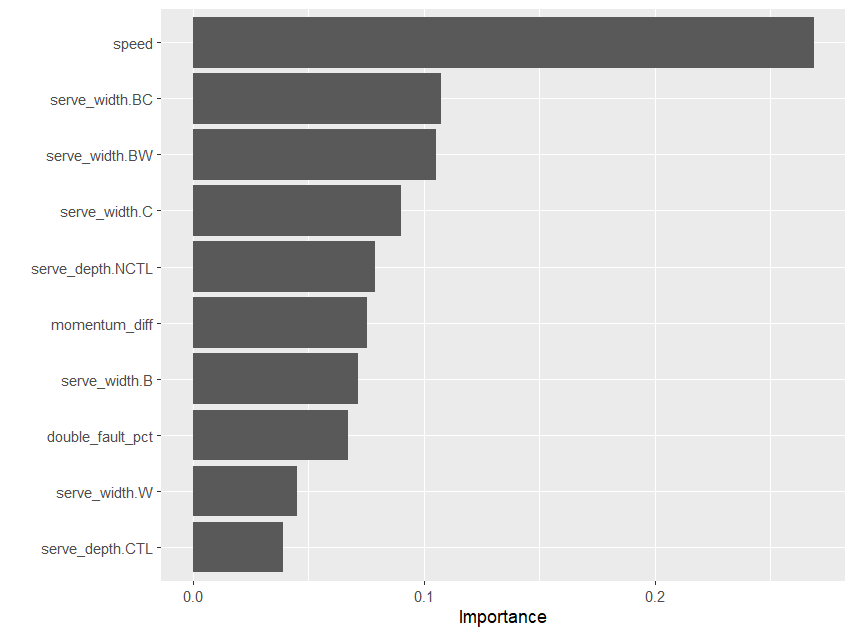 speed
serve_width.BC
serve_width.BW
serve_width.C
serve_depth.NCTL
momentum_diff
serve_width.B
double_fault_pct
serve_width.W
serve_depth.CTL
0.0 0.1 0.2
Importance